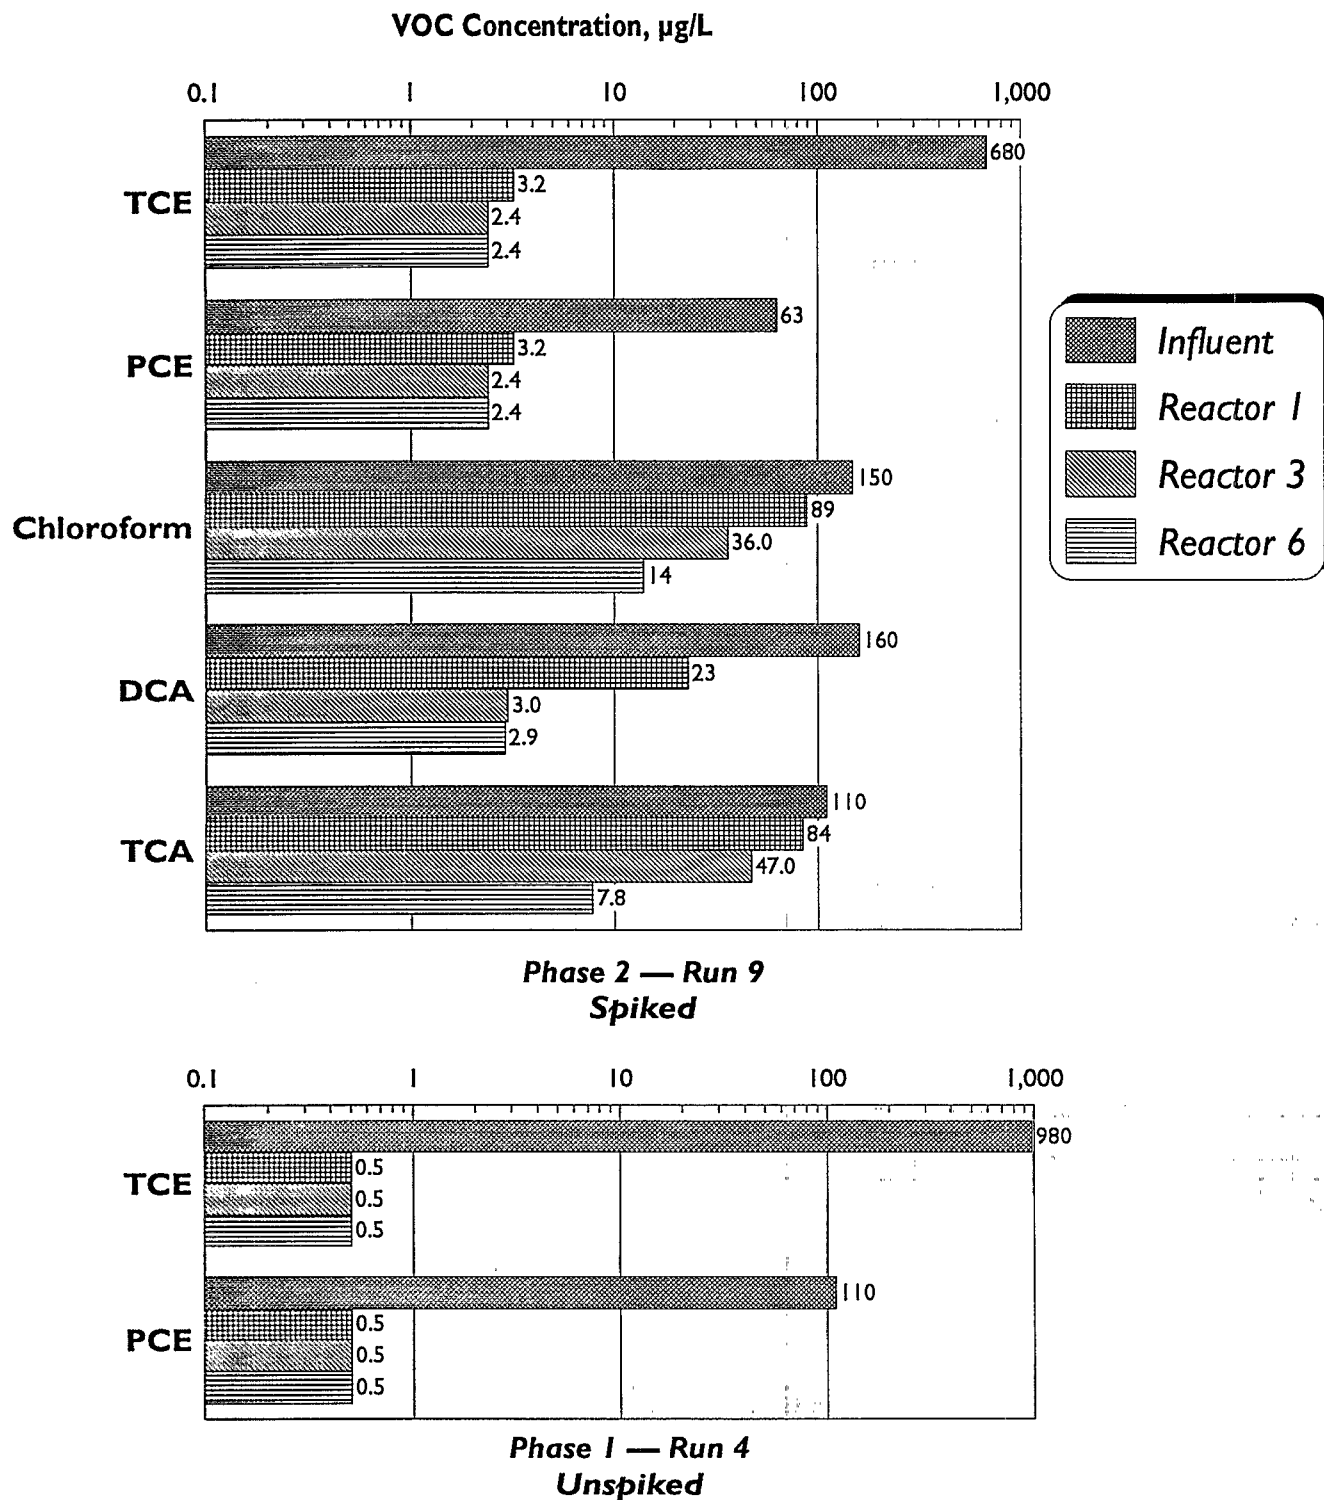 VOC Concentration, µg/L
0.1 1 10 100 1,000
TCE
680
3.2
2.4
2.4
PCE
63
3.2
2.4
2.4
Chloroform
150
89
36.0
14
DCA
160
23
3.0
2.9
TCA
110
84
47.0
7.8
Influent
Reactor 1
Reactor 3
Reactor 6
Phase 2 — Run 9
Spiked
0.1 1 10 100 1,000
TCE
980
0.5
0.5
0.5
PCE
110
0.5
0.5
0.5
Phase 1 — Run 4
Unspiked